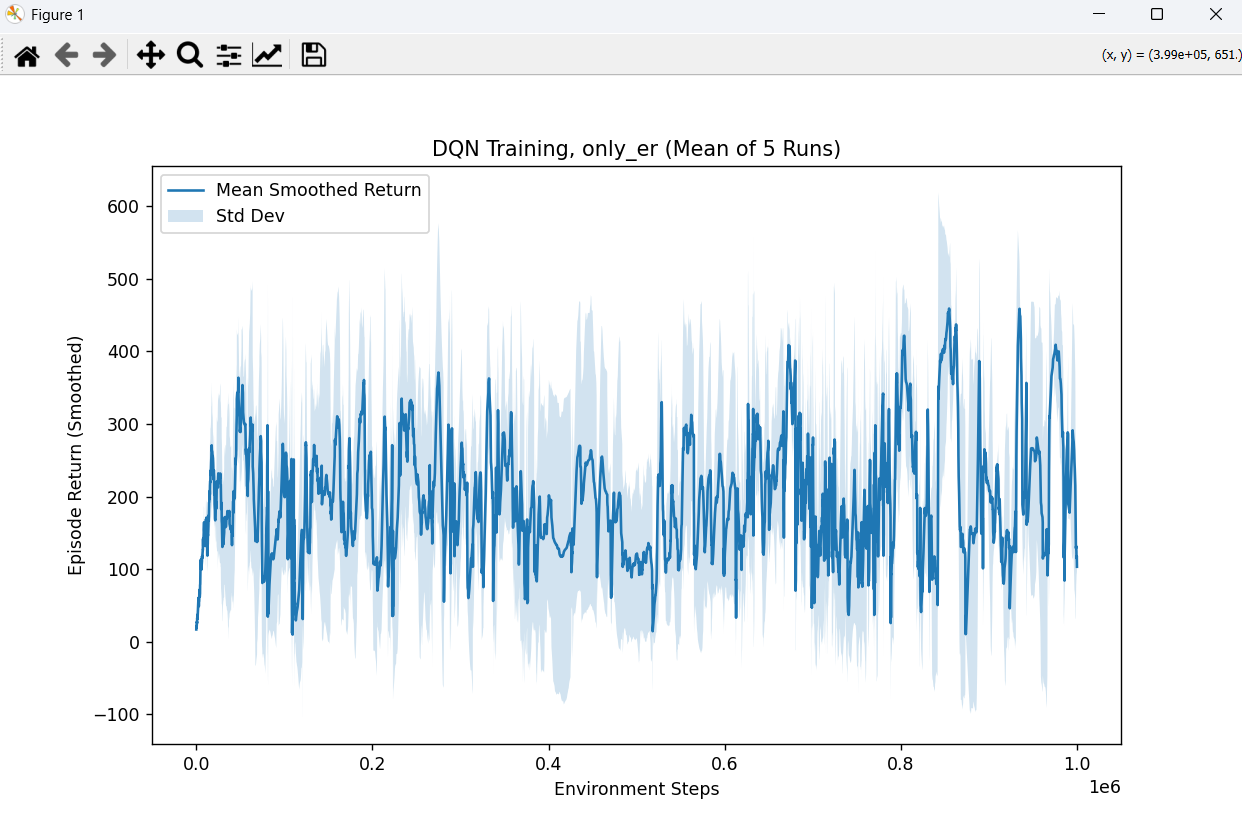 Figure 1
(x, y) = (3.99e+05, 651.)
DQN Training, only_er (Mean of 5 Runs)
Mean Smoothed Return
Std Dev
600
500
400
300
200
100
0
−100
Episode Return (Smoothed)
0.0 0.2 0.4 0.6 0.8 1.0
1e6
Environment Steps